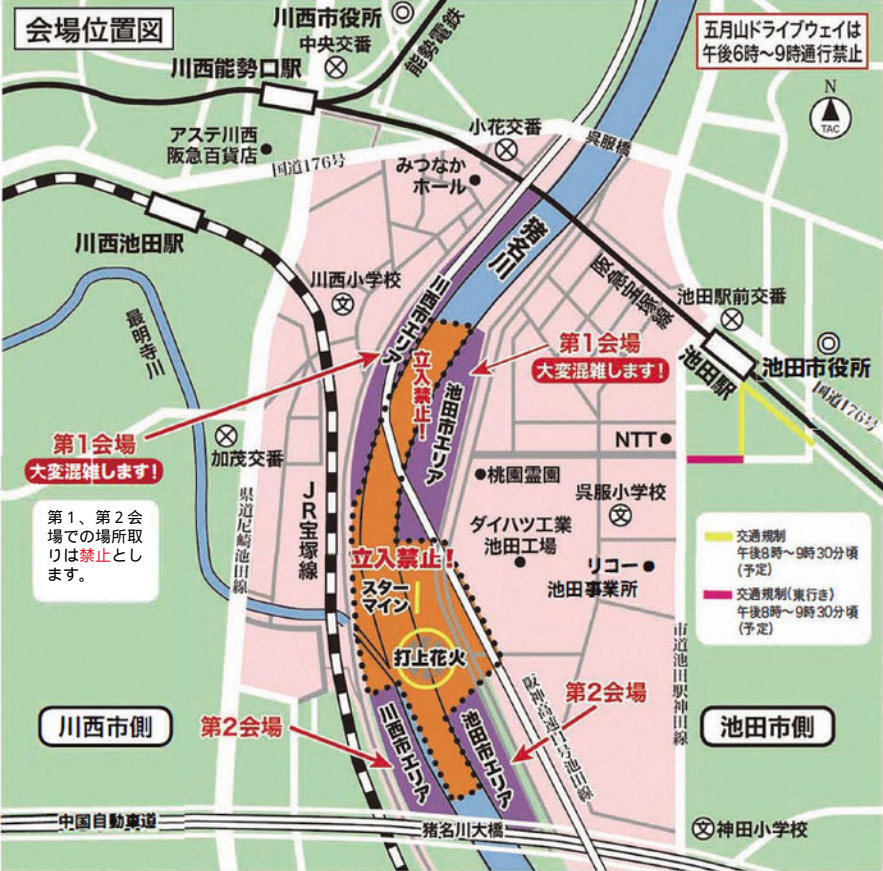 会場位置図
川西市役所
中央交番
能勢電鉄
川西能勢口駅
五月山ドライブウェイは
午後6時～9時通行禁止
N
TAC
アステ川西
阪急百貨店
国道176号
小花交番
呉服橋
みつなか
ホール
川西池田駅
猪名川
川西小学校
阪急宝塚線
池田駅前交番
最明寺川
川西市エリア
立入禁止！
池田市エリア
第1会場
大変混雑します！
池田駅
池田市役所
国道176号
第1会場
大変混雑します！
加茂交番
NTT
桃園霊園
呉服小学校
第1、第2会
場での場所取
りは禁止とし
ます。
県道尼崎池田線
JR宝塚線
ダイハツ工業
池田工場
立入禁止！
スター
マイン
リコー
池田事業所
交通規制
午後8時～9時30分頃
(予定)
交通規制(東行き)
午後8時～9時30分頃
(予定)
打上花火
市道池田駅神田線
阪神高速11号池田線
川西市側
第2会場
川西市エリア
池田市エリア
第2会場
池田市側
中国自動車道
猪名川大橋
神田小学校
文
文
文